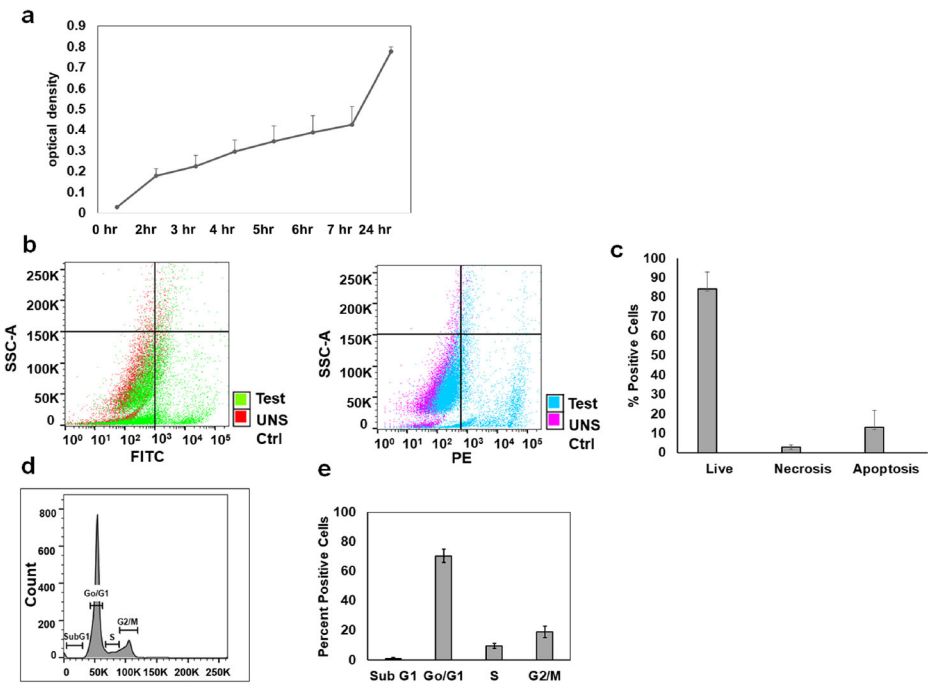 a
0.9
0.8
0.7
0.6
0.5
0.4
0.3
0.2
0.1
0
optical density
0 hr 2hr 3 hr 4 hr 5hr 6hr 7 hr 24 hr
b
250K
200K
150K
100K
50K
0
SSC-A
10⁰ 10¹ 10² 10³ 10⁴ 10⁵
FITC
Test
UNS
Ctrl
250K
200K
150K
100K
50K
0
SSC-A
10⁰ 10¹ 10² 10³ 10⁴ 10⁵
PE
Test
UNS
Ctrl
c
100
90
80
70
60
50
40
30
20
10
0
% Positive Cells
Live Necrosis Apoptosis
d
800
600
400
200
0
Count
Go/G1
SubG1
S
G2/M
0 50K 100K 150K 200K 250K
e
100
80
60
40
20
0
Percent Positive Cells
Sub G1 Go/G1 S G2/M